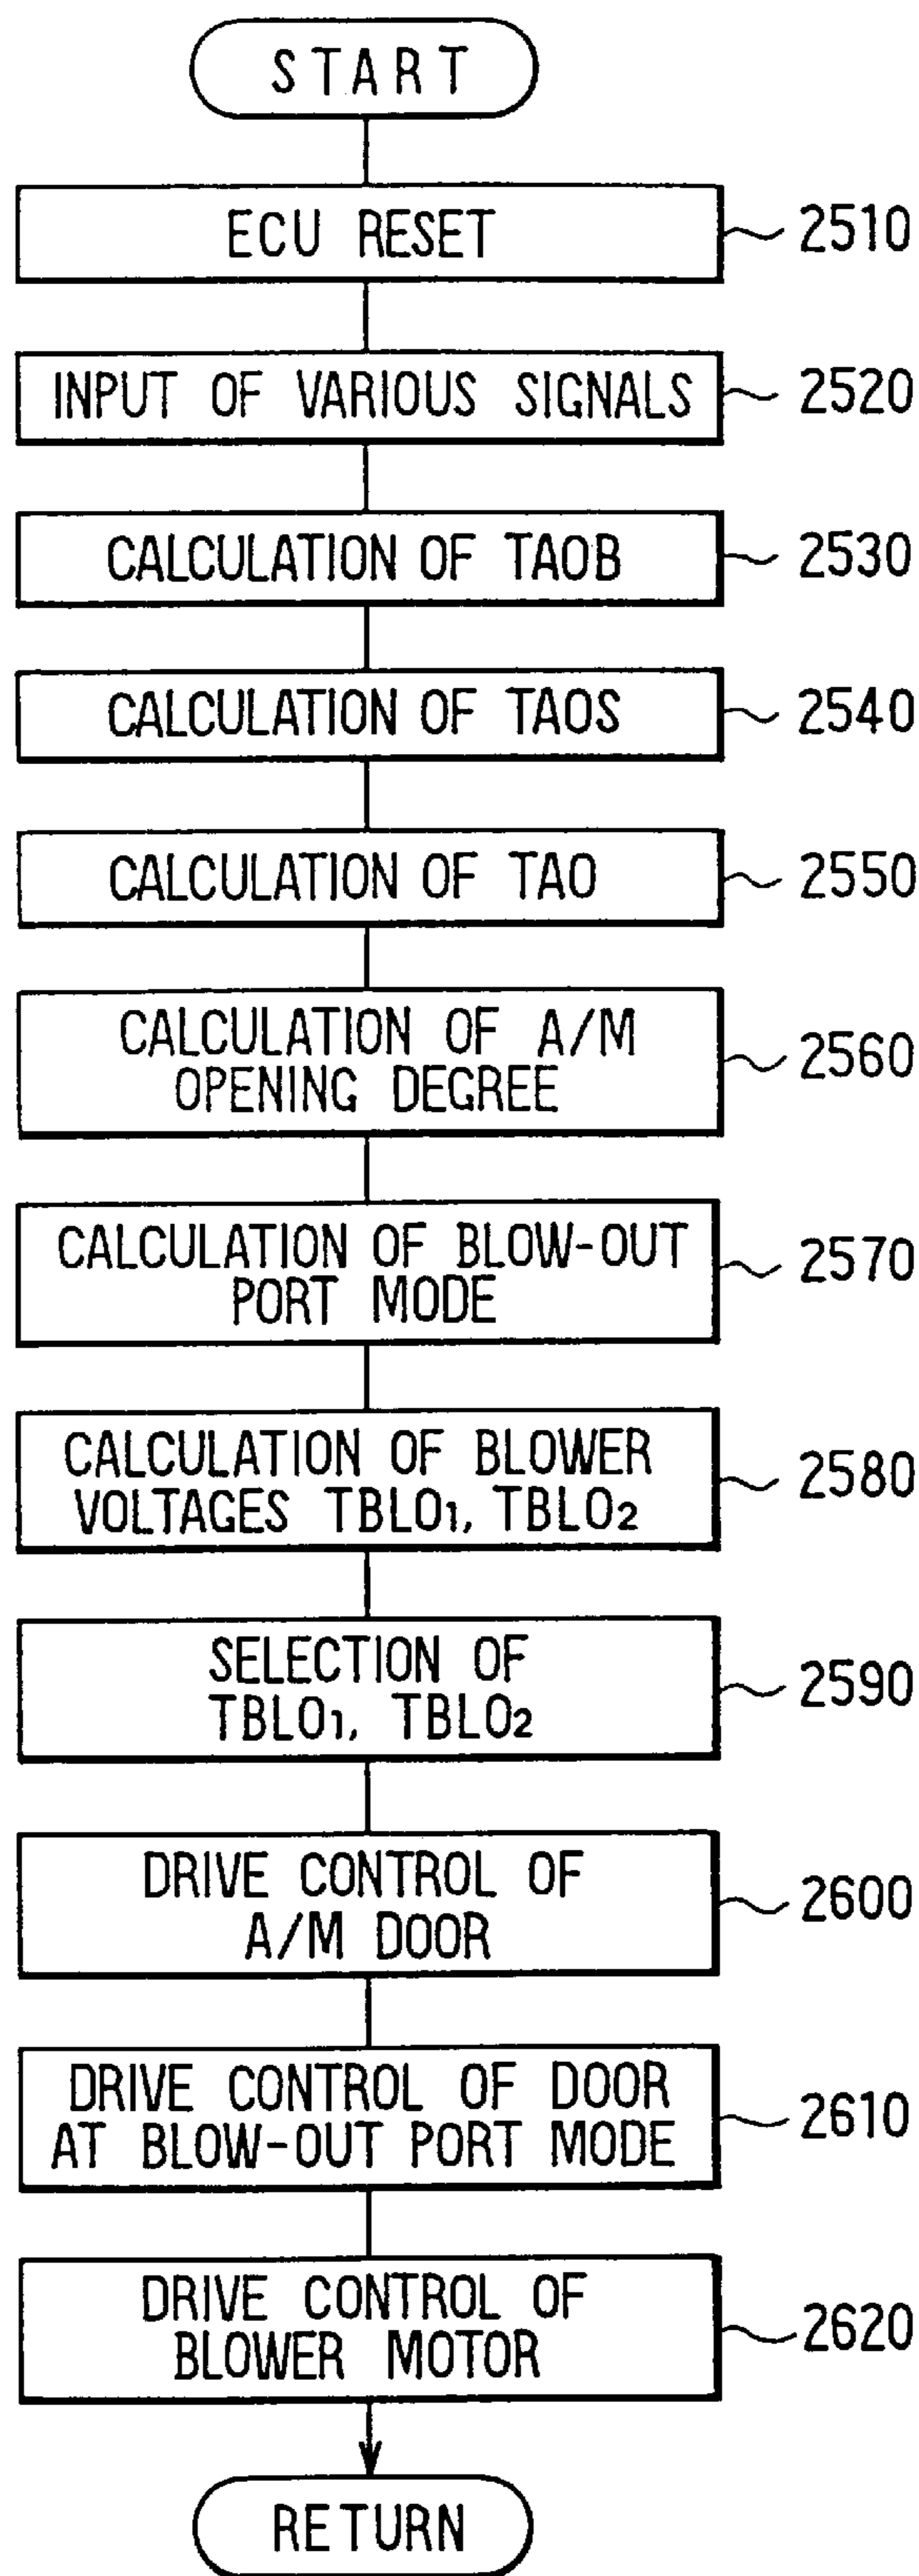 START
ECU RESET
2510
INPUT OF VARIOUS SIGNALS
2520
CALCULATION OF TAOB
2530
CALCULATION OF TAOS
2540
CALCULATION OF TAO
2550
CALCULATION OF A/M
OPENING DEGREE
2560
CALCULATION OF BLOW-OUT
PORT MODE
2570
CALCULATION OF BLOWER
VOLTAGES TBLO₁, TBLO₂
2580
SELECTION OF
TBLO₁, TBLO₂
2590
DRIVE CONTROL OF
A/M DOOR
2600
DRIVE CONTROL OF DOOR
AT BLOW-OUT PORT MODE
2610
DRIVE CONTROL OF
BLOWER MOTOR
2620
RETURN